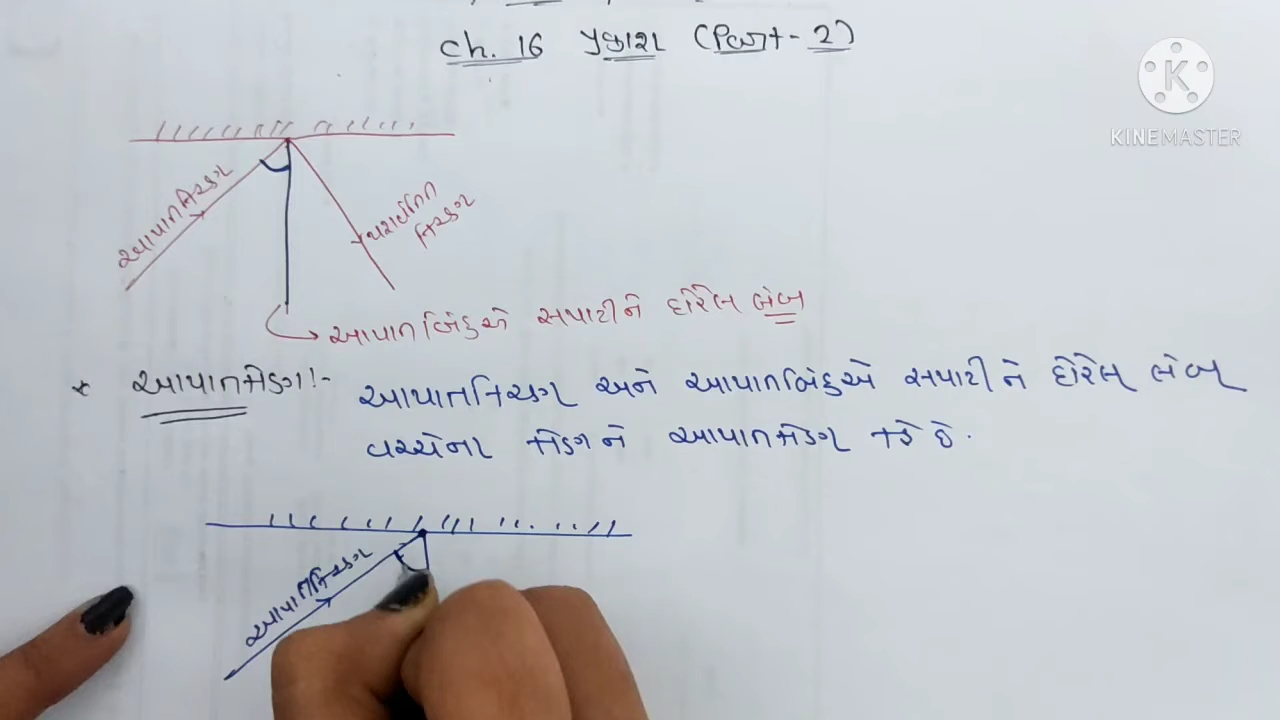 Ch. 16 પ્રકાશ (Part - 2)
K
KINEMASTER
આપાતકિરણ
પરાવર્તિત
કિરણ
આપાતબિંદુએ સપાટીને દોરેલ લંબ
* આપાતકોણ :- આપાતકિરણ અને આપાતબિંદુએ સપાટીને દોરેલ લંબ
વચ્ચેના કોણને આપાતકોણ કહે છે.
આપાતકિરણ